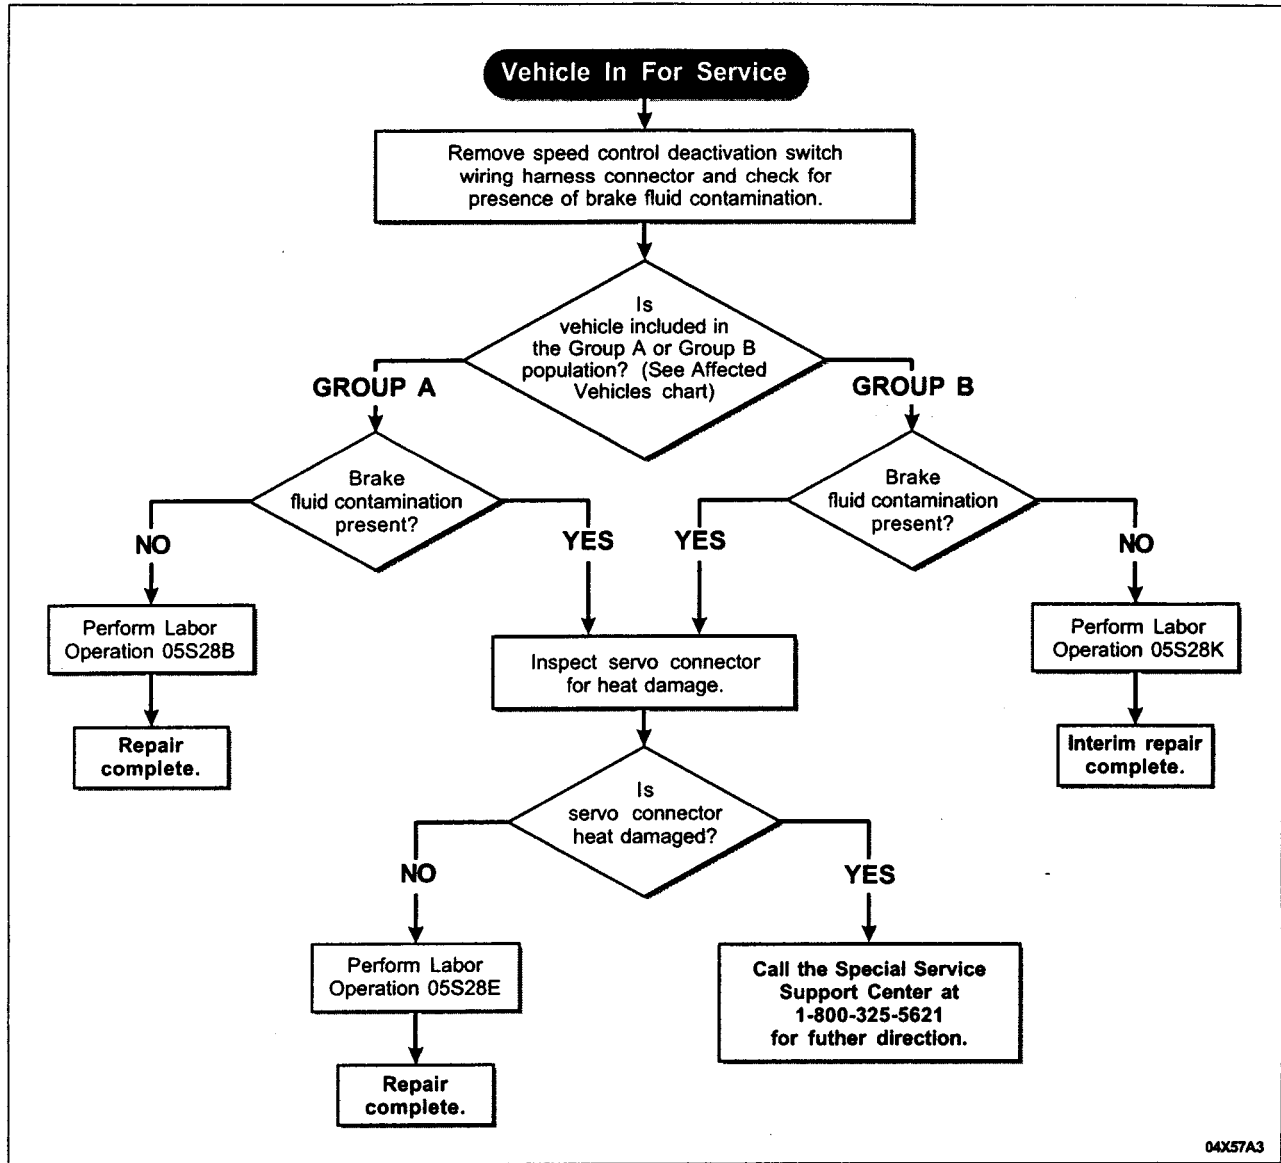 Vehicle In For Service
Remove speed control deactivation switch
wiring harness connector and check for
presence of brake fluid contamination.
Is
vehicle included in
the Group A or Group B
population? (See Affected
Vehicles chart)
GROUP A
GROUP B
Brake
fluid contamination
present?
Brake
fluid contamination
present?
NO
YES
YES
NO
Perform Labor
Operation 05S28B
Inspect servo connector
for heat damage.
Perform Labor
Operation 05S28K
Repair
complete.
Interim repair
complete.
Is
servo connector
heat damaged?
NO
YES
Perform Labor
Operation 05S28E
Call the Special Service
Support Center at
1-800-325-5621
for futher direction.
Repair
complete.
04X57A3